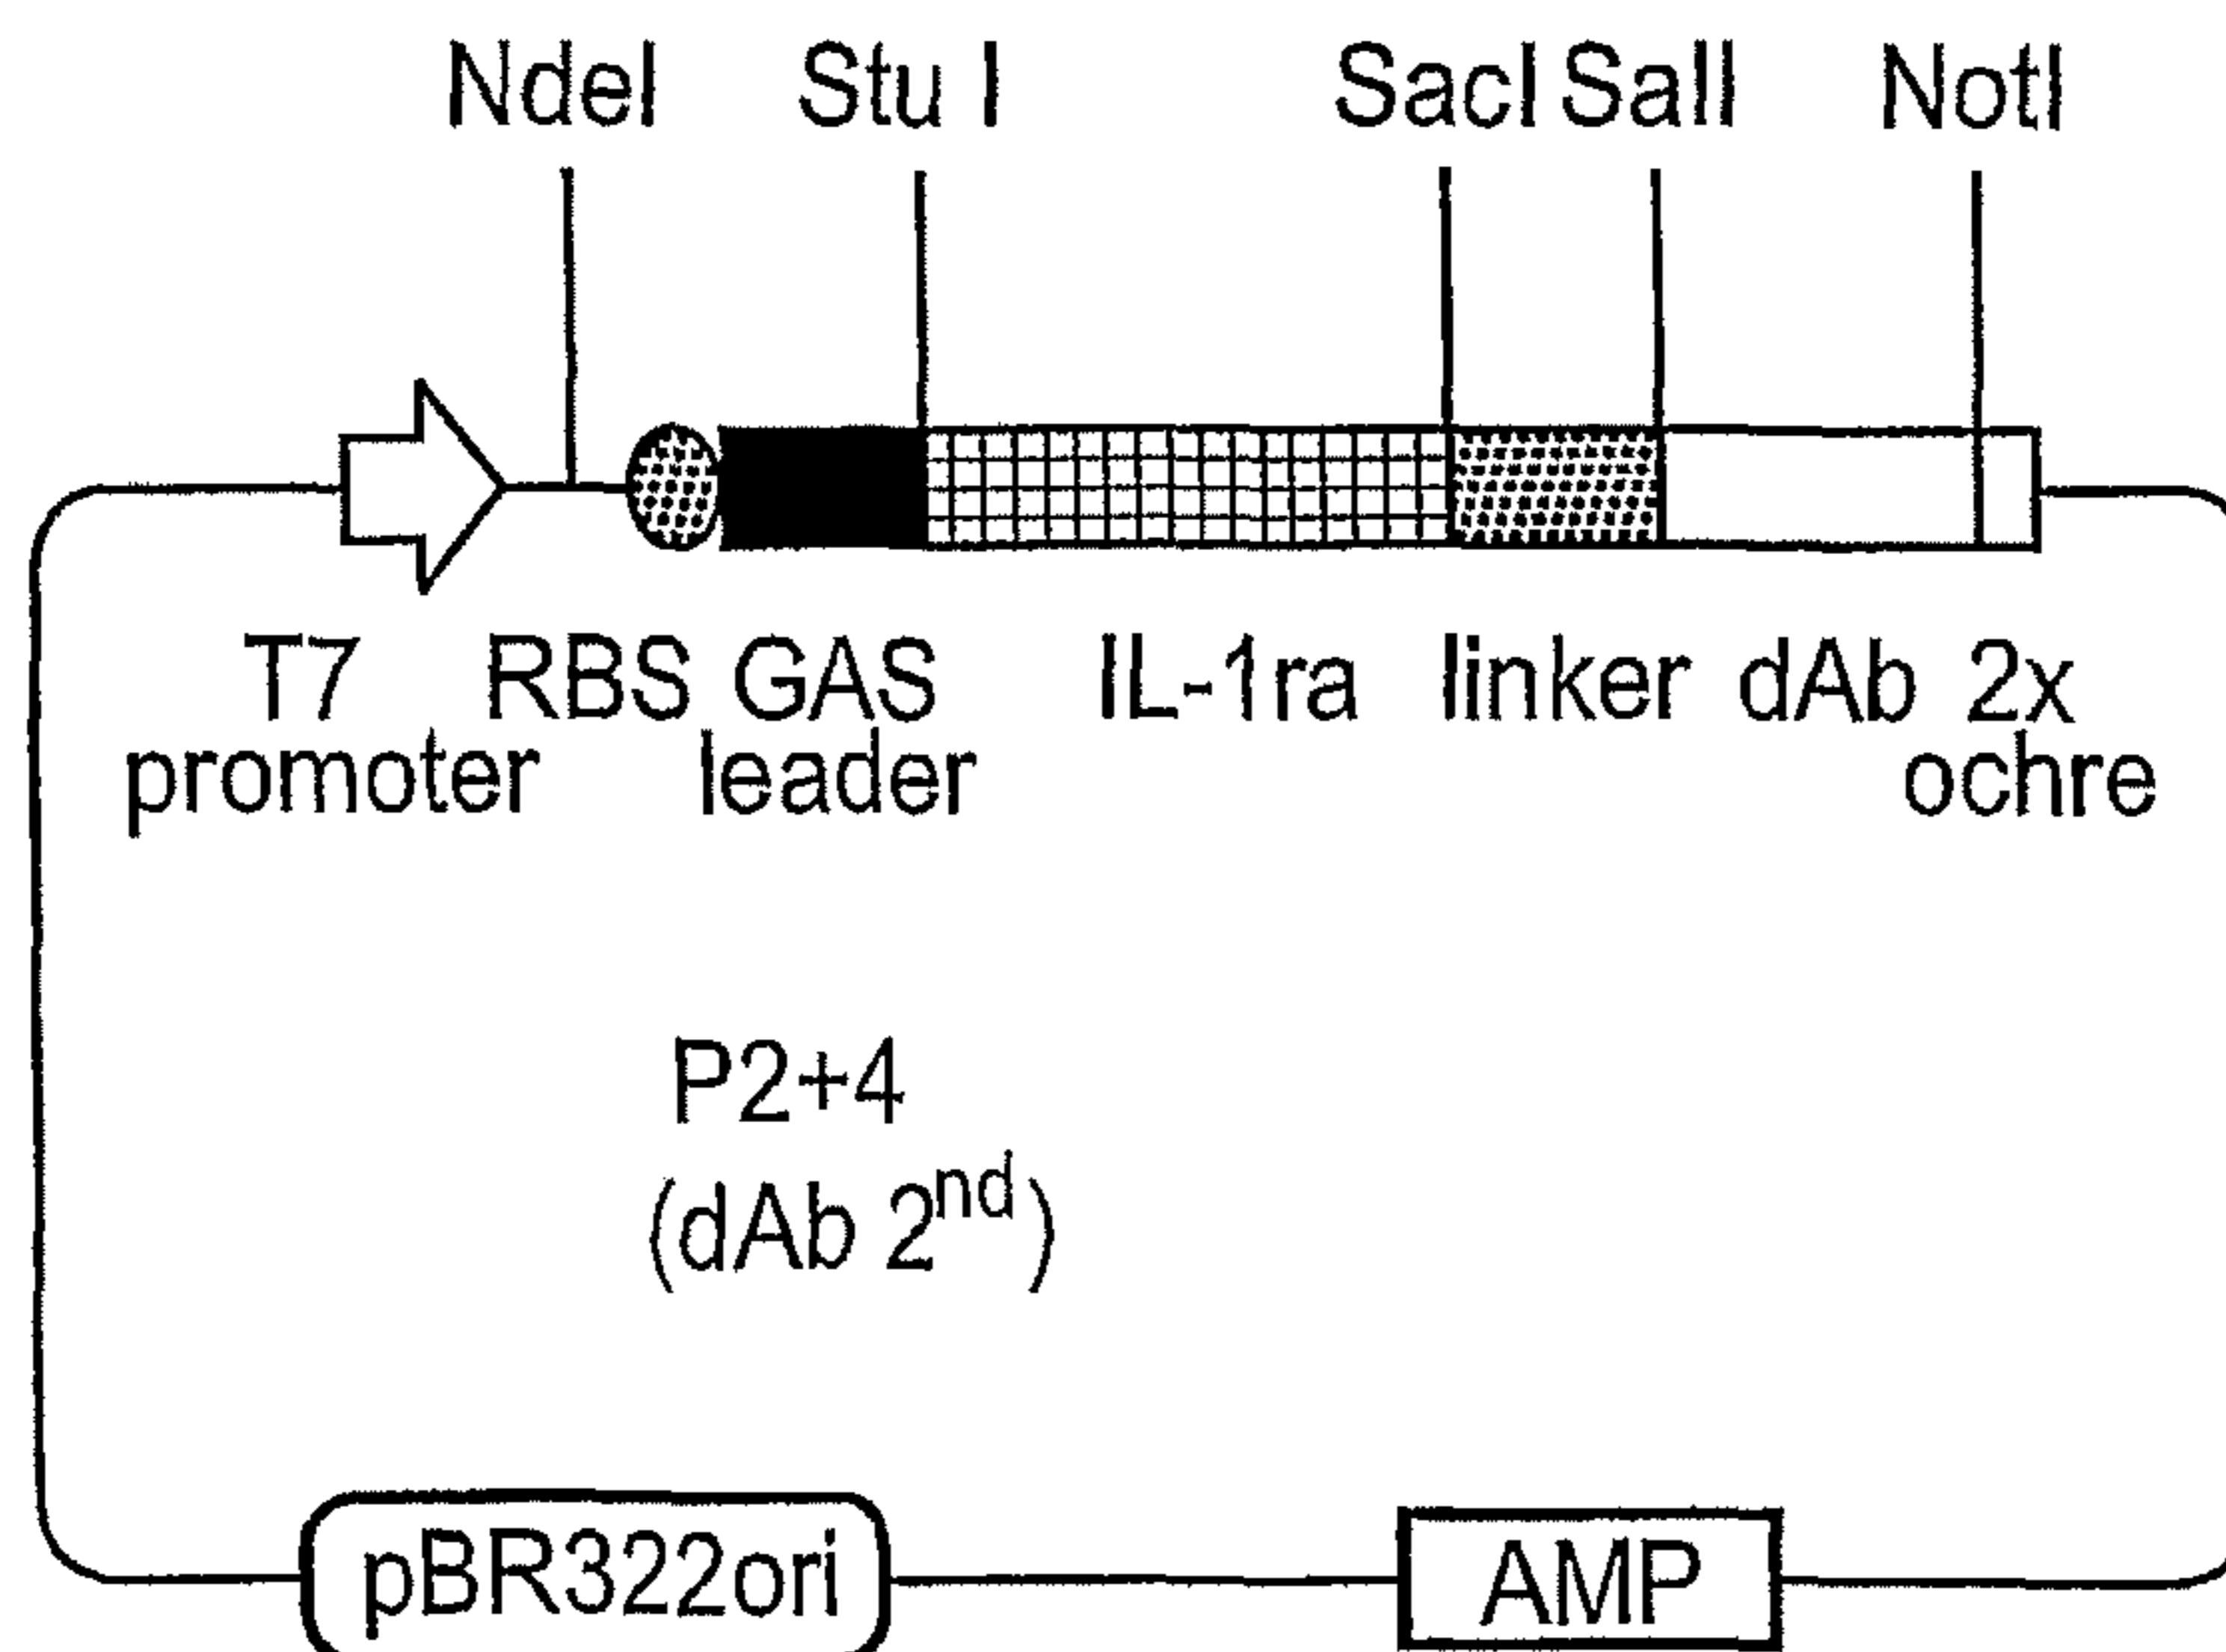 NdeI Stu I SacI SalI NotI
T7 RBS GAS IL-1ra linker dAb 2x
promoter leader ochre
P2+4
(dAb 2nd)
pBR322ori AMP